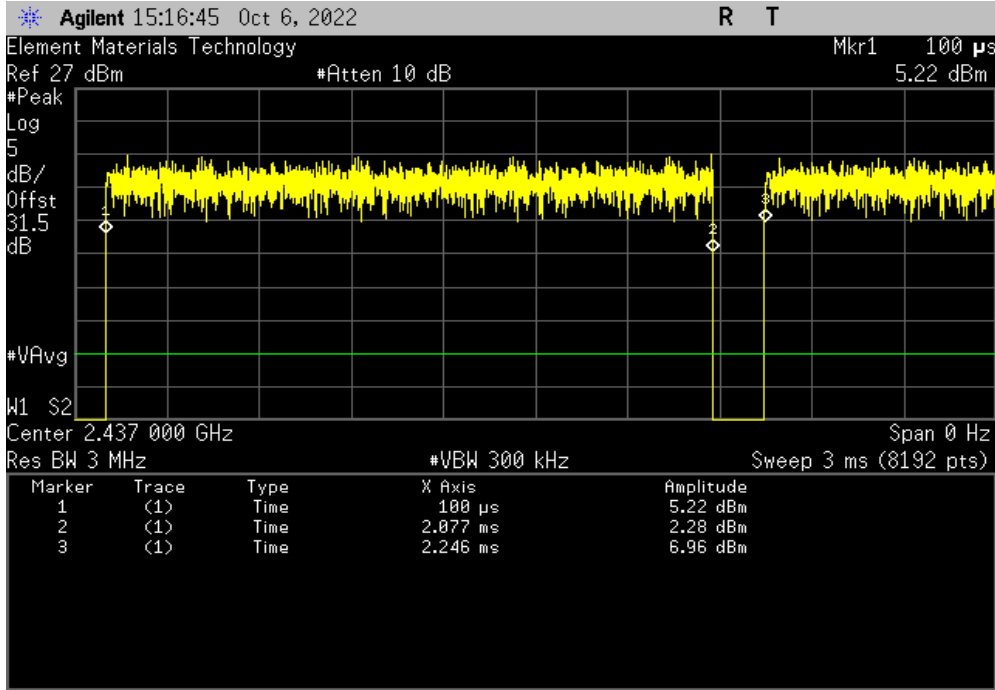 Agilent 15:16:45 Oct 6, 2022 R T
Element Materials Technology Mkr1 100 µs
Ref 27 dBm #Atten 10 dB 5.22 dBm
#Peak
Log
5
dB/
Offst
31.5
dB
1
2
3
#VAvg
W1 S2
Center 2.437 000 GHz Span 0 Hz
Res BW 3 MHz #VBW 300 kHz Sweep 3 ms (8192 pts)
Marker Trace Type X Axis Amplitude
1 (1) Time 100 µs 5.22 dBm
2 (1) Time 2.077 ms 2.28 dBm
3 (1) Time 2.246 ms 6.96 dBm